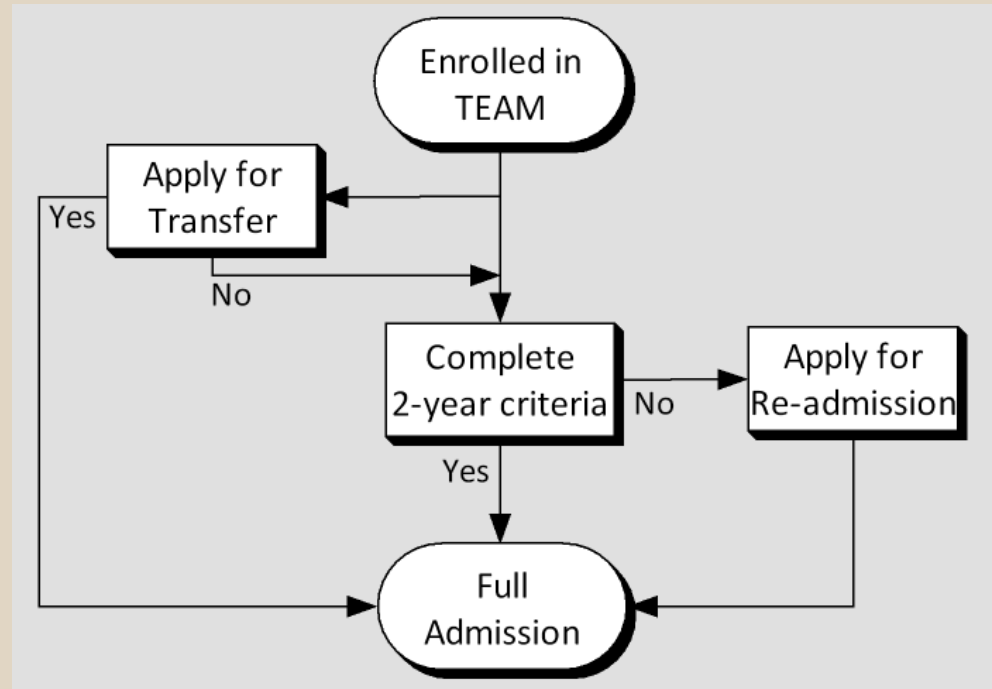 Enrolled in
TEAM
Apply for
Transfer
Yes
No
Complete
2-year criteria
No
Apply for
Re-admission
Yes
Full
Admission